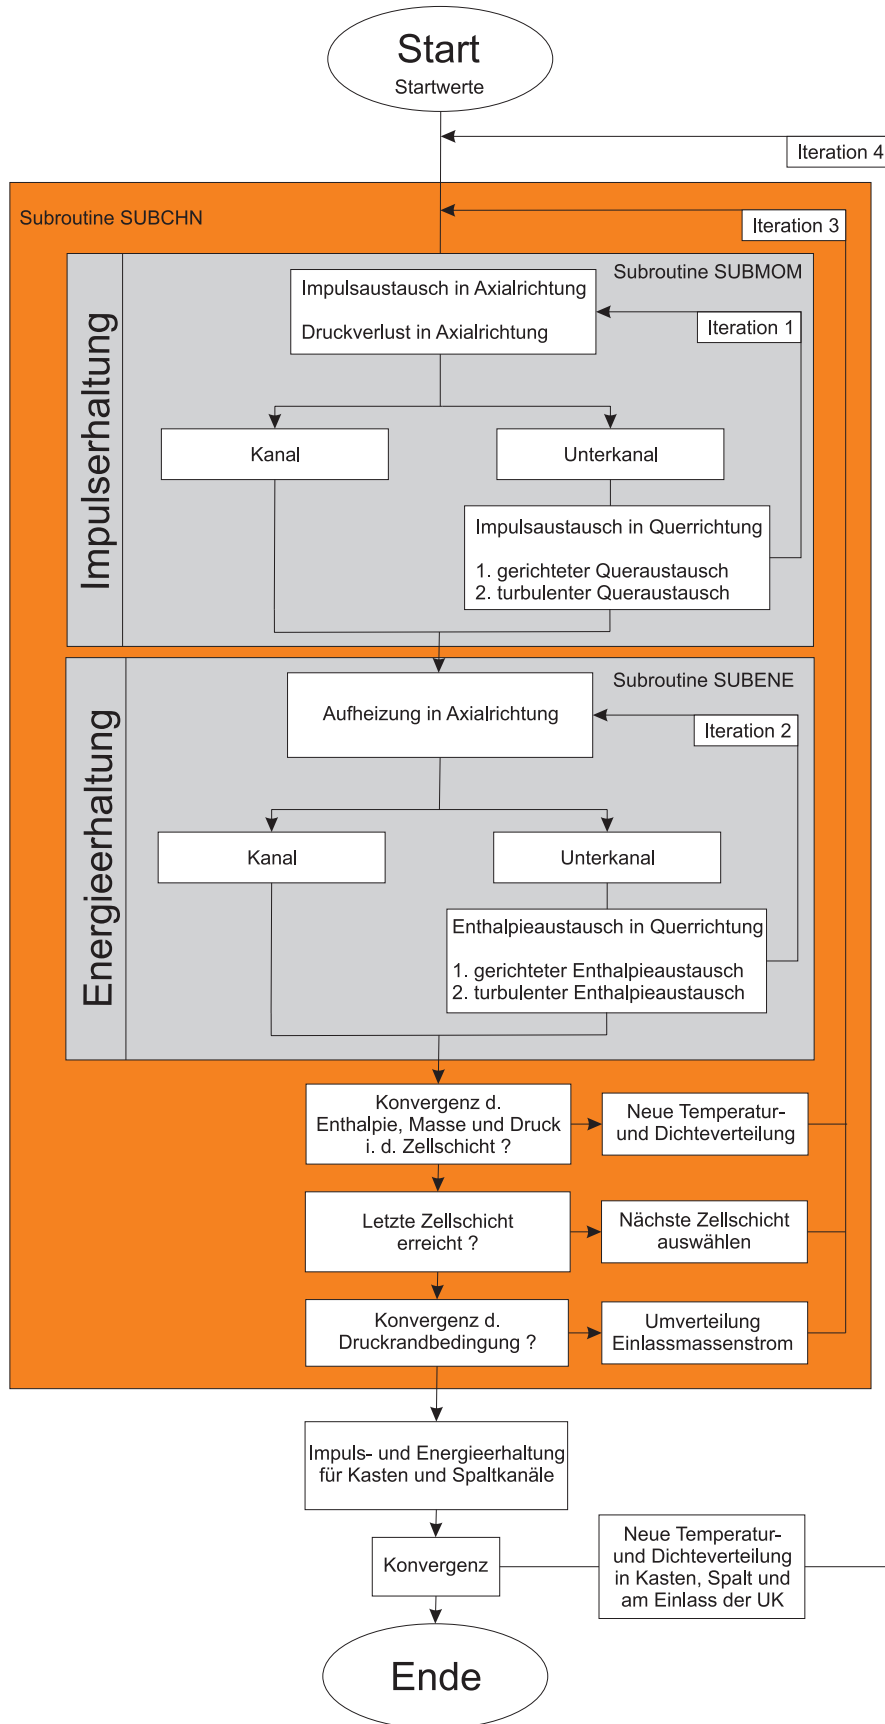 Start
Startwerte
Iteration 4
Subroutine SUBCHN
Iteration 3
Subroutine SUBMOM
Impulserhaltung
Impulsaustausch in Axialrichtung
Druckverlust in Axialrichtung
Iteration 1
Kanal
Unterkanal
Impulsaustausch in Querrichtung
1. gerichteter Queraustausch
2. turbulenter Queraustausch
Subroutine SUBENE
Energieerhaltung
Aufheizung in Axialrichtung
Iteration 2
Kanal
Unterkanal
Enthalpieaustausch in Querrichtung
1. gerichteter Enthalpieaustausch
2. turbulenter Enthalpieaustausch
Konvergenz d.
Enthalpie, Masse und Druck
i. d. Zellschicht ?
Neue Temperatur-
und Dichteverteilung
Letzte Zellschicht
erreicht ?
Nächste Zellschicht
auswählen
Konvergenz d.
Druckrandbedingung ?
Umverteilung
Einlassmassenstrom
Impuls- und Energieerhaltung
für Kasten und Spaltkanäle
Konvergenz
Neue Temperatur-
und Dichteverteilung
in Kasten, Spalt und
am Einlass der UK
Ende